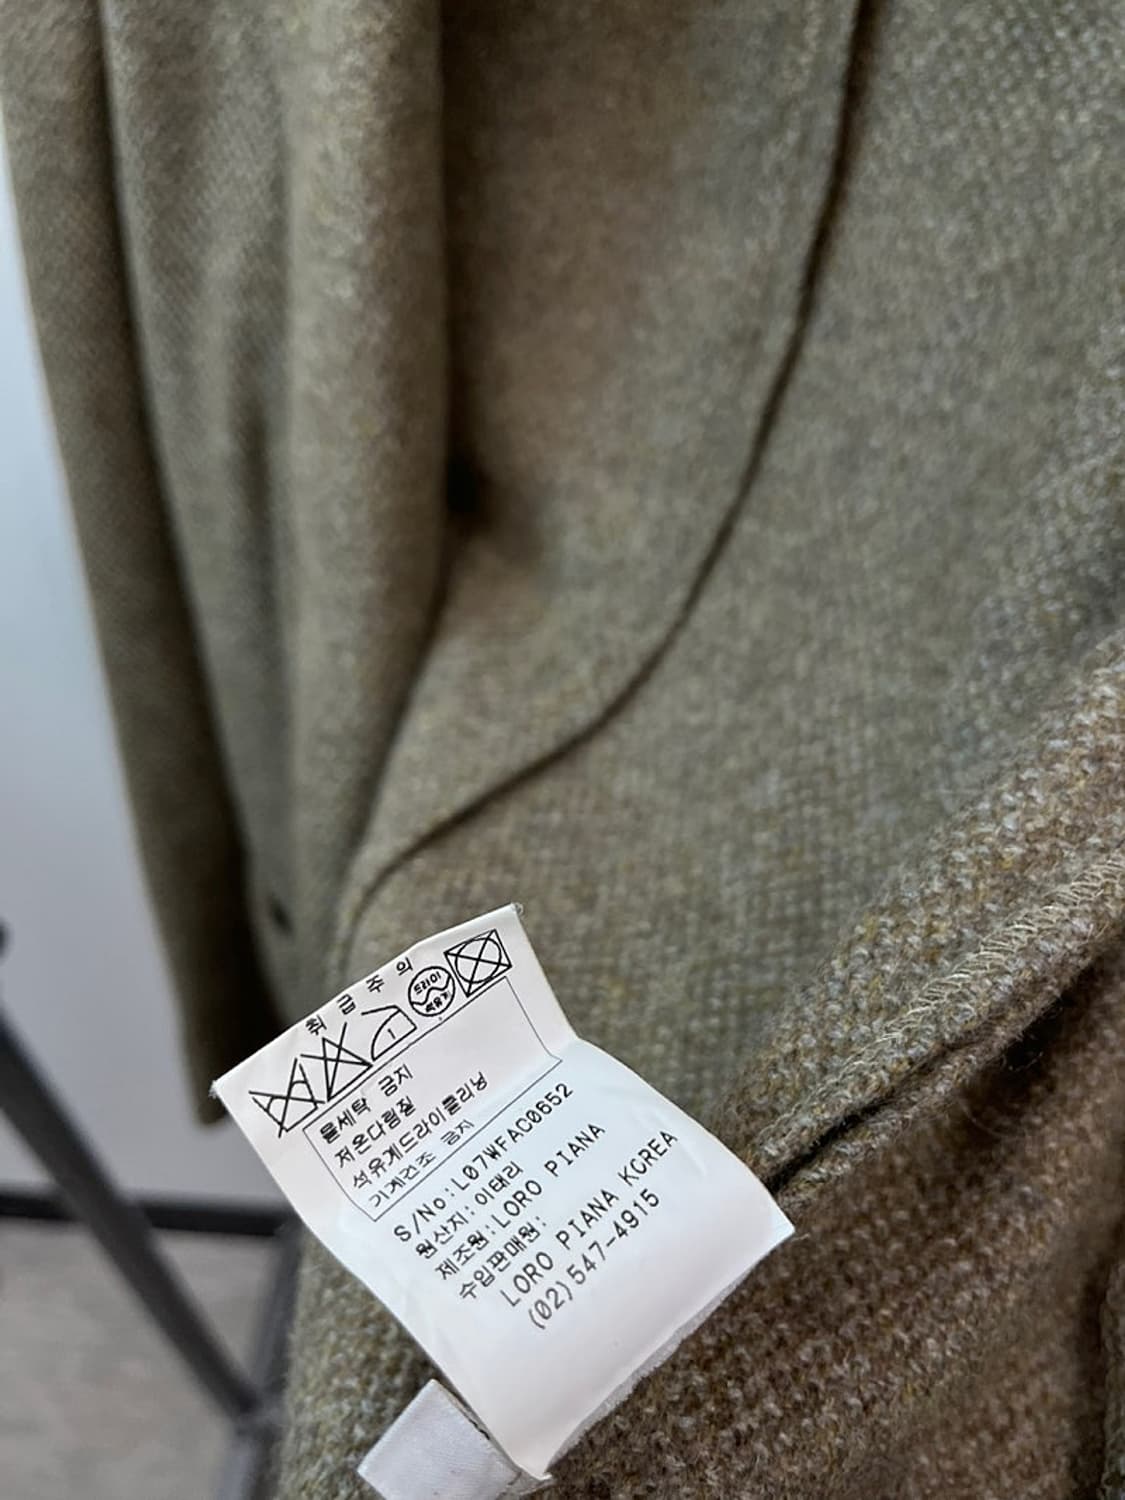 취급주의
1
드라이
석유계
물세탁 금지
저온다림질
석유계드라이클리닝
기계건조 금지
S/No:L07WFAC0652
원산지:이태리
제조원:LORO PIANA
수입판매원:
LORO PIANA KOREA
(02)547-4915